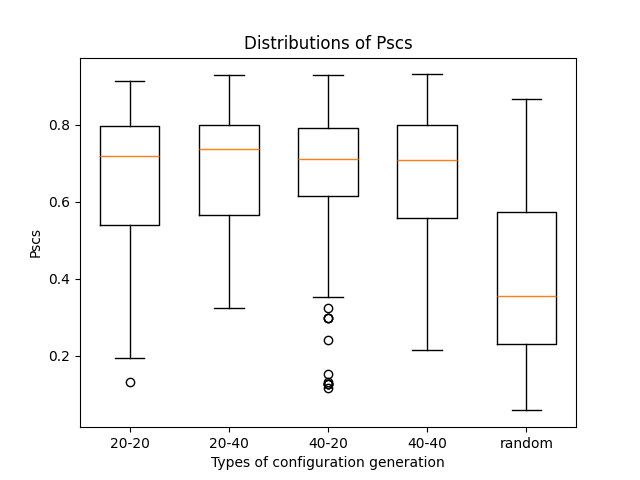 Distributions of Pscs
Pscs
0.8
0.6
0.4
0.2
20-20 20-40 40-20 40-40 random
Types of configuration generation